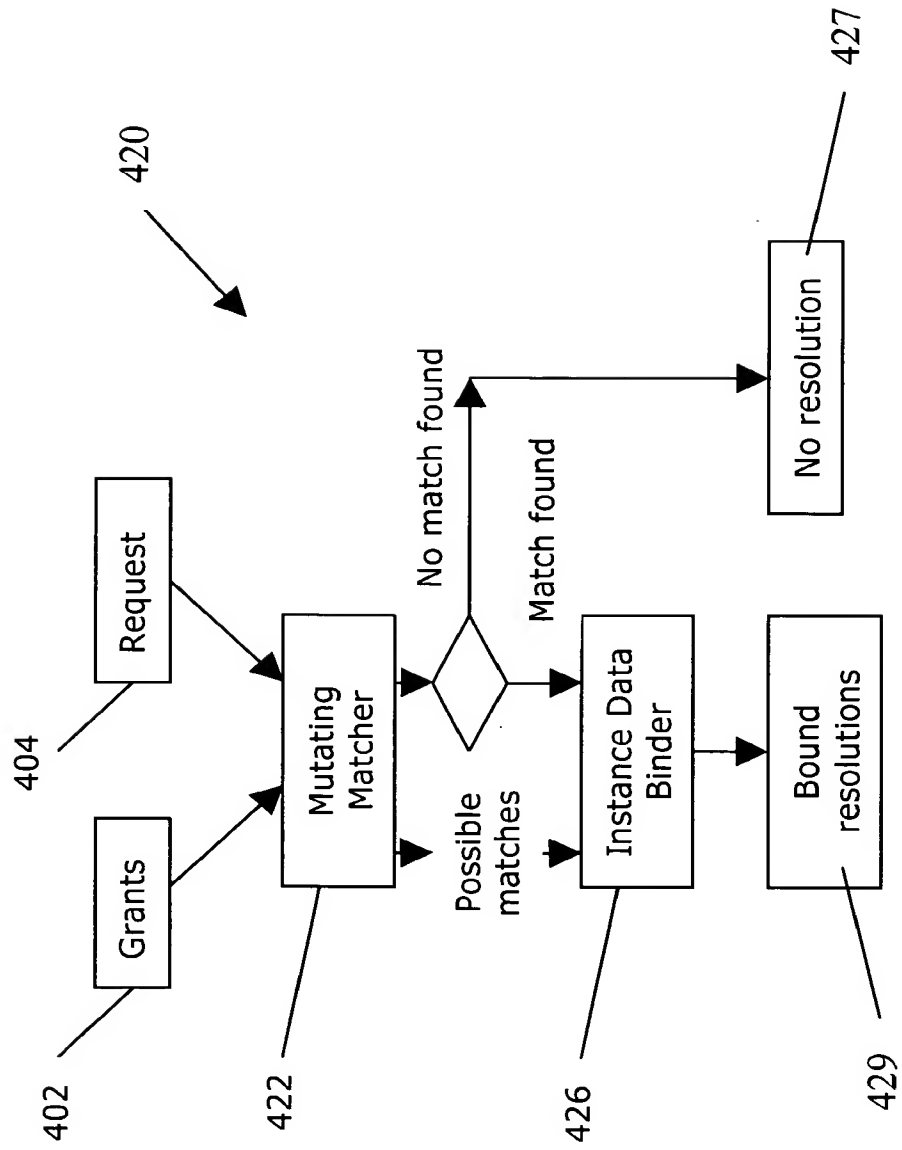 420
402
404
Grants
Request
422
Mutating
Matcher
No match found
Possible
matches
Match found
426
Instance Data
Binder
427
No resolution
429
Bound
resolutions